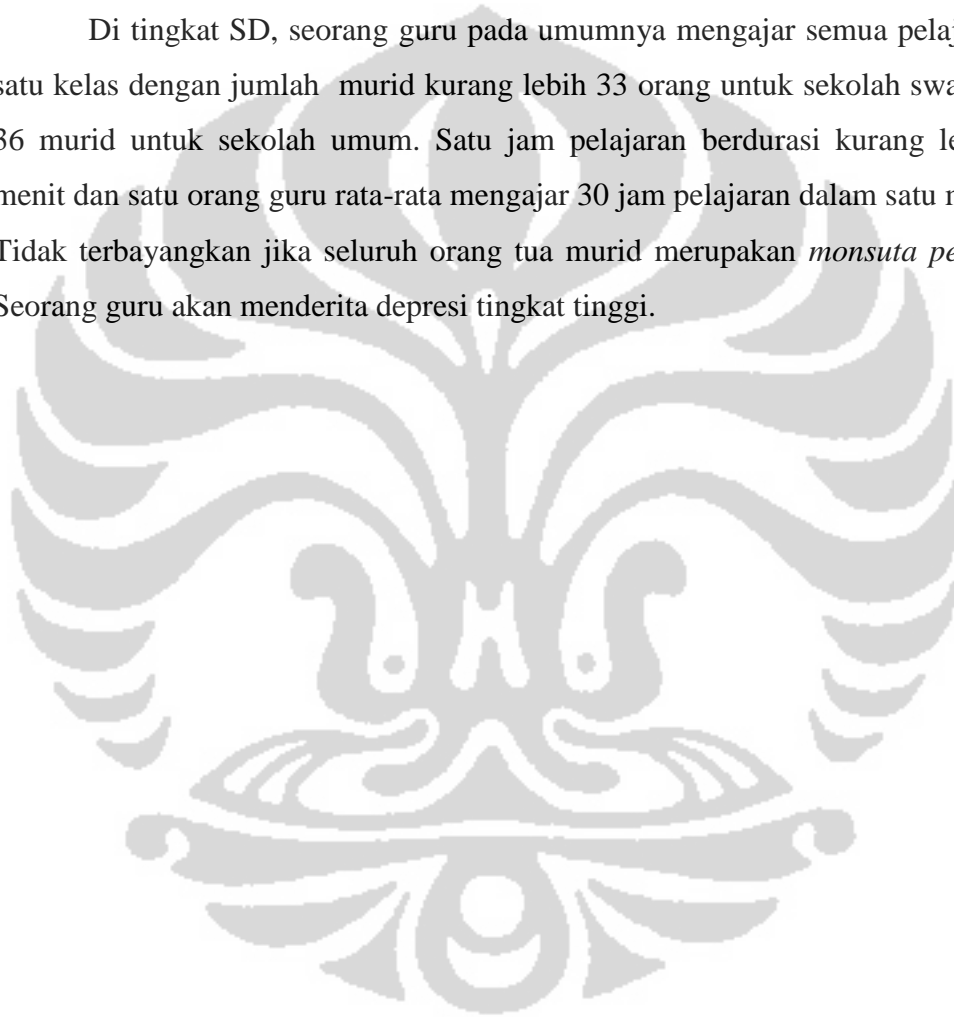 Di tingkat SD, seorang guru pada umumnya mengajar semua pelaj
satu kelas dengan jumlah murid kurang lebih 33 orang untuk sekolah swa
36 murid untuk sekolah umum. Satu jam pelajaran berdurasi kurang le
menit dan satu orang guru rata-rata mengajar 30 jam pelajaran dalam satu
Tidak terbayangkan jika seluruh orang tua murid merupakan monsuta pe
Seorang guru akan menderita depresi tingkat tinggi.